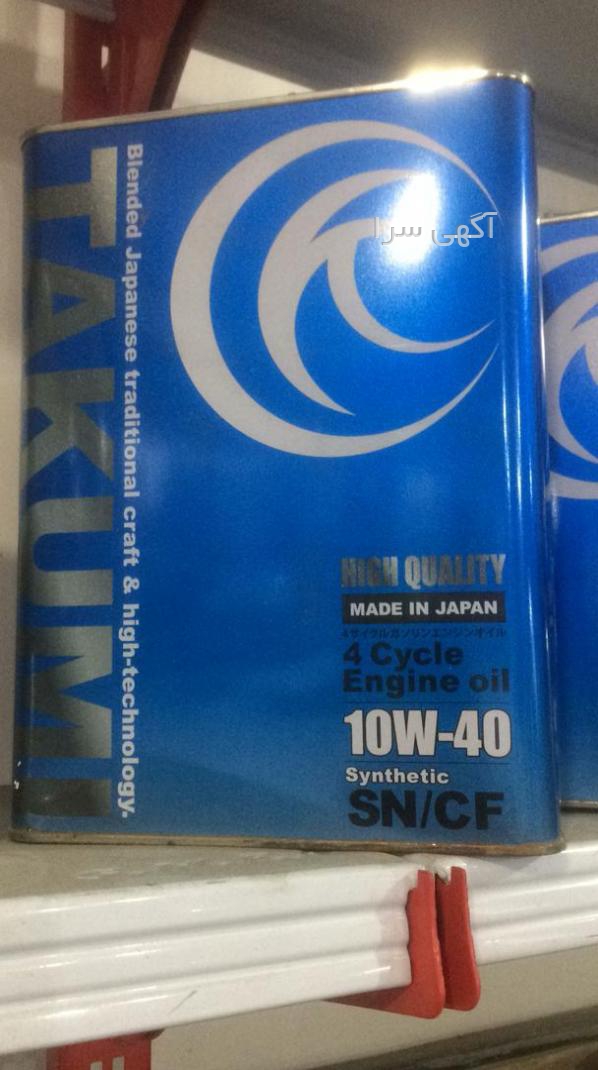 TAKUMI
Blended Japanese traditional craft & high-technology.
آگهی سرا
HIGH QUALITY
MADE IN JAPAN
4サイクルガソリンエンジンオイル
4 Cycle
Engine oil
10W-40
Synthetic
SN/CF